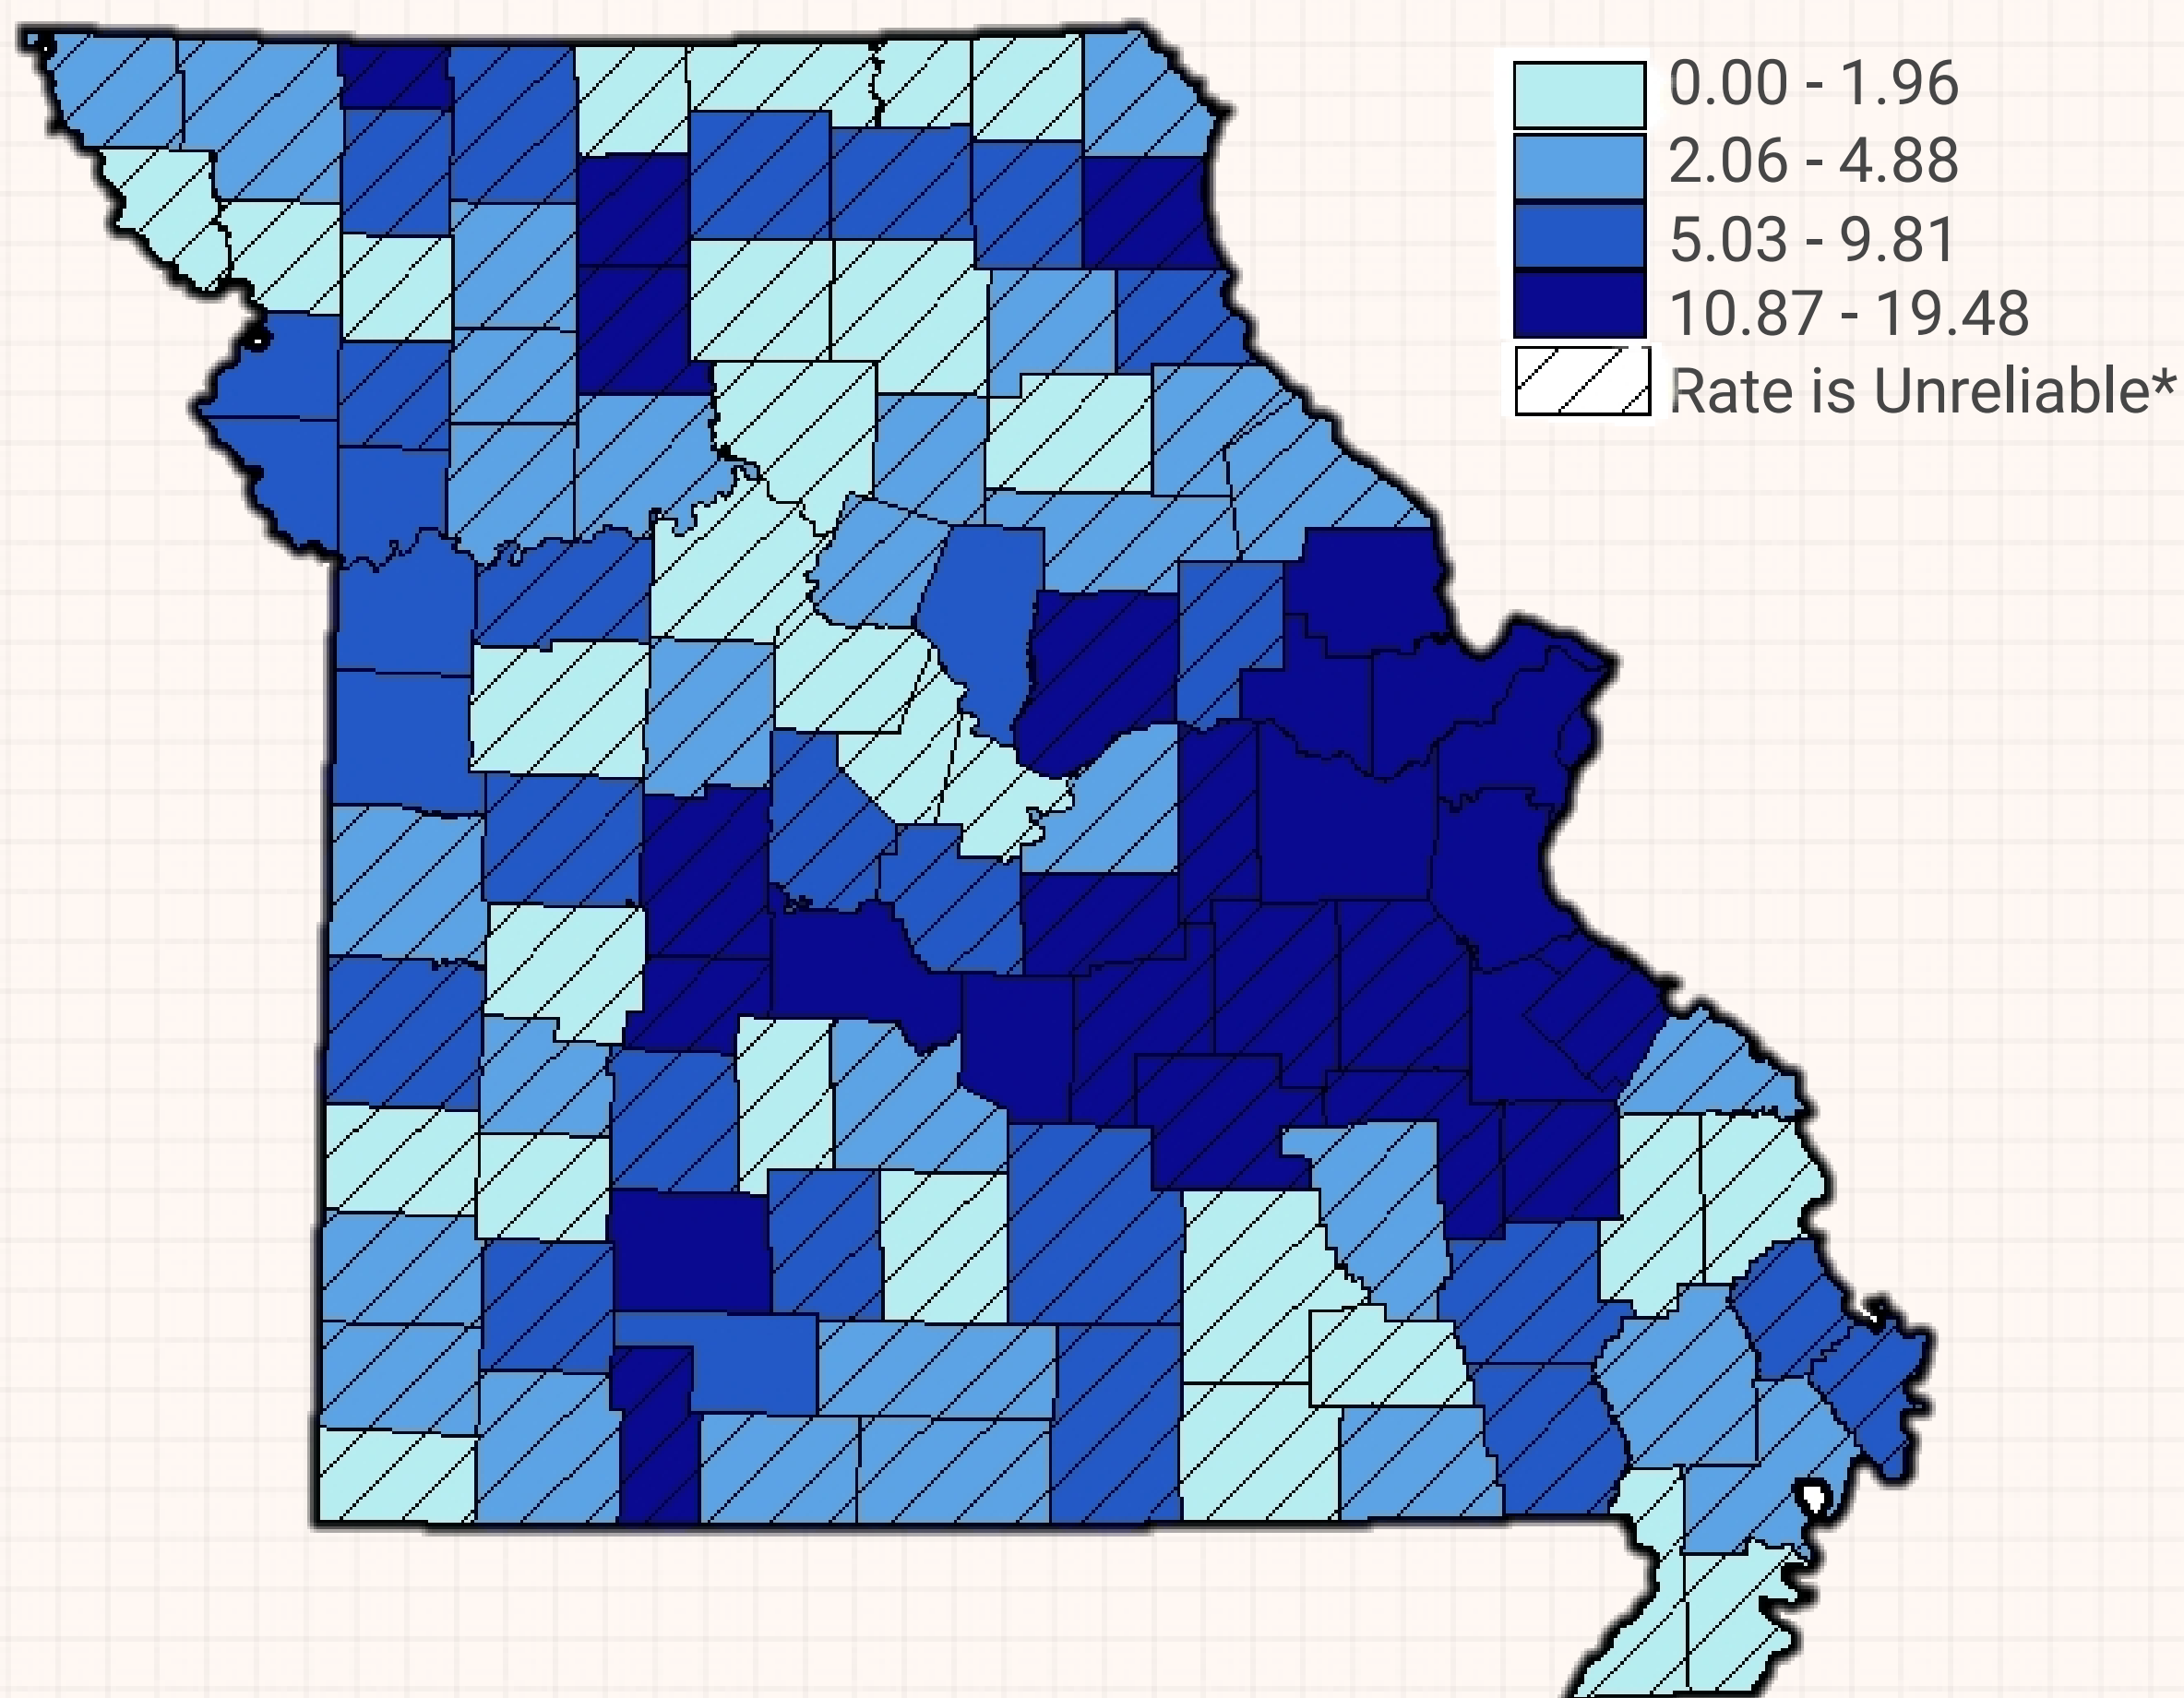 0.00 - 1.96
2.06 - 4.88
5.03 - 9.81
10.87 - 19.48
Rate is Unreliable*